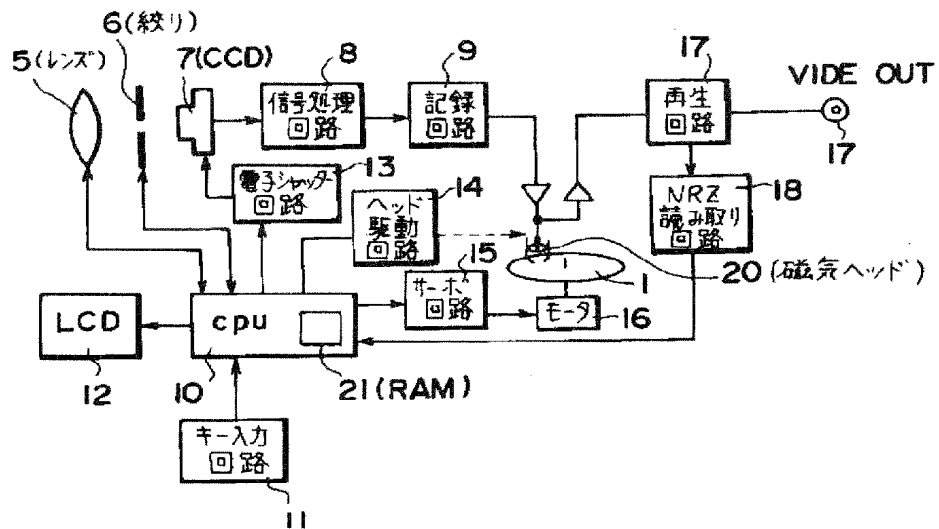 6(絞り)
5(レンズ)
7(CCD)
8
信号処理
回路
9
記録
回路
17
再生
回路
VIDE OUT
17
電子シャッター
回路
13
ヘッド
駆動
回路
14
NRZ
読み取り
回路
18
15
サーボ
回路
20(磁気ヘッド)
1
モータ
16
LCD
12
cpu
10
21(RAM)
キー入力
回路
11